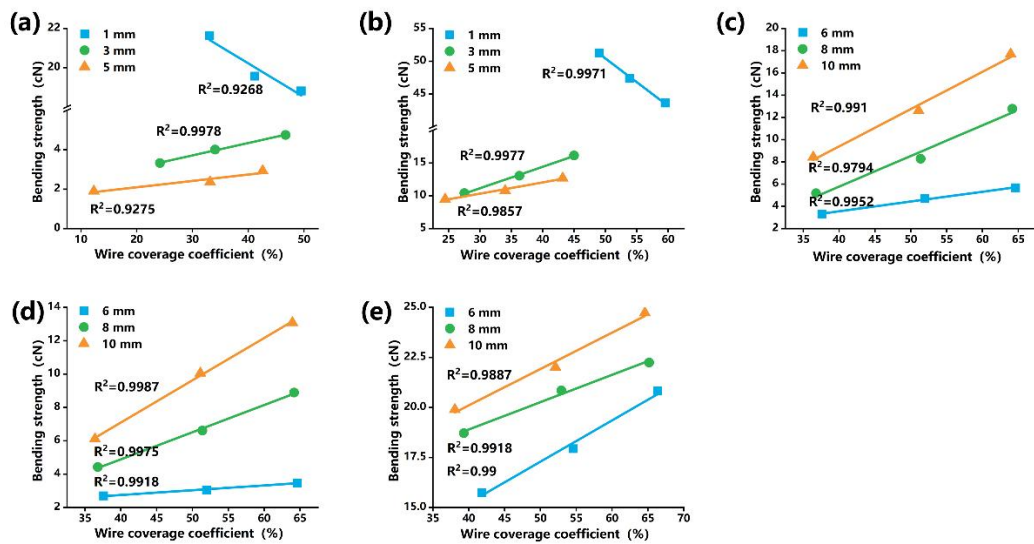 (a)
1 mm
3 mm
5 mm
R²=0.9268
R²=0.9978
R²=0.9275
Bending strength (cN)
22
20
4
2
0
10
20
30
40
50
Wire coverage coefficient (%)
(b)
1 mm
3 mm
5 mm
R²=0.9971
R²=0.9977
R²=0.9857
Bending strength (cN)
55
50
45
15
10
5
25
30
35
40
45
50
55
60
Wire coverage coefficient (%)
(c)
6 mm
8 mm
10 mm
R²=0.991
R²=0.9794
R²=0.9952
Bending strength (cN)
20
18
16
14
12
10
8
6
4
2
35
40
45
50
55
60
65
Wire coverage coefficient (%)
(d)
6 mm
8 mm
10 mm
R²=0.9987
R²=0.9975
R²=0.9918
Bending strength (cN)
14
12
10
8
6
4
2
35
40
45
50
55
60
65
Wire coverage coefficient (%)
(e)
6 mm
8 mm
10 mm
R²=0.9887
R²=0.9918
R²=0.99
Bending strength (cN)
25.0
22.5
20.0
17.5
15.0
35
40
45
50
55
60
65
70
Wire coverage coefficient (%)